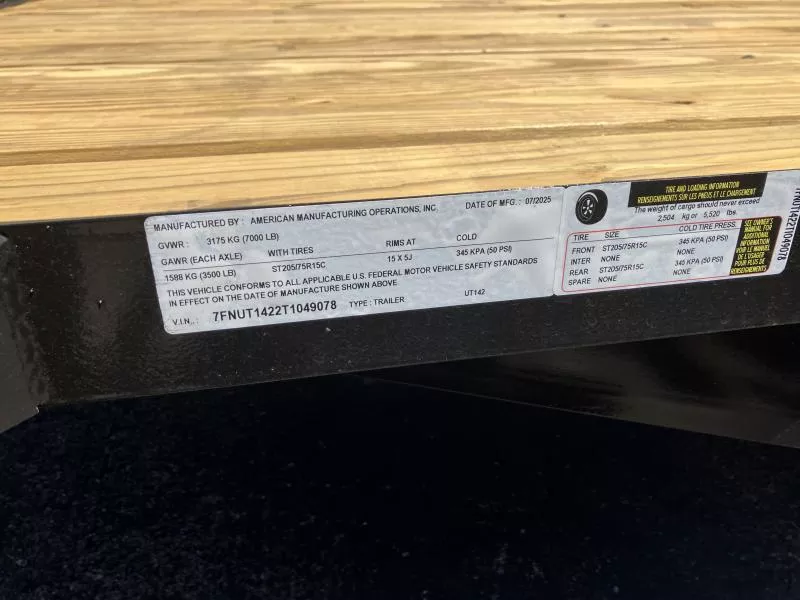 MANUFACTURED BY : AMERICAN MANUFACTURING OPERATIONS, INC. DATE OF MFG.: 07/2025
GVWR : 3175 KG (7000 LB)
GAWR (EACH AXLE) WITH TIRES RIMS AT COLD
1588 KG (3500 LB) ST205/75R15C 15 X 5J 345 KPA (50 PSI)
THIS VEHICLE CONFORMS TO ALL APPLICABLE U.S. FEDERAL MOTOR VEHICLE SAFETY STANDARDS
IN EFFECT ON THE DATE OF MANUFACTURE SHOWN ABOVE
V.I.N..: 7FNUT1422T1049078 TYPE : TRAILER UT142
TIRE AND LOADING INFORMATION
RENSEIGNEMENTS SUR LES PNEUS ET LE CHARGEMENT
The weight of cargo should never exceed
2,504 kg or 5,520 lbs.
TIRE SIZE COLD TIRE PRESS.
FRONT ST205/75R15C 345 KPA (50 PSI)
INTER NONE NONE
REAR ST205/75R15C 345 KPA (50 PSI)
SPARE NONE NONE
SEE OWNER'S
MANUAL FOR
ADDITIONAL
INFORMATION
VOIR LE MANUEL
DE L'USAGER
POUR PLUS DE
RENSEIGNEMENTS
7FNUT1422T1049078